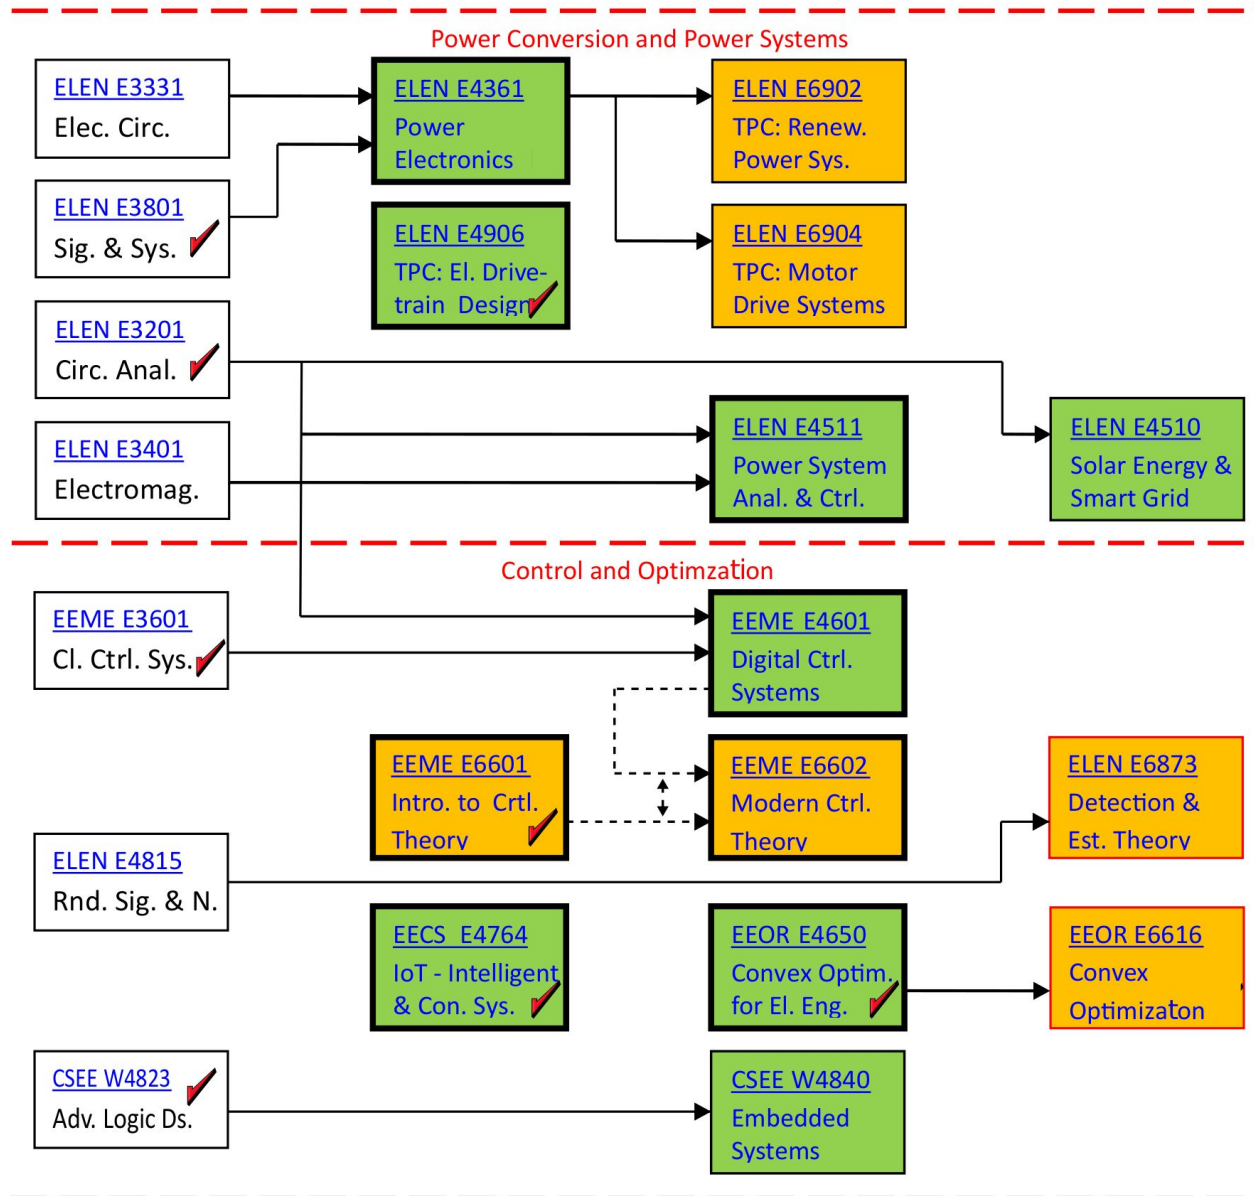 Power Conversion and Power Systems
ELEN E3331
Elec. Circ.
ELEN E4361
Power
Electronics
ELEN E6902
TPC: Renew.
Power Sys.
ELEN E3801
Sig. & Sys.
ELEN E4906
TPC: El. Drive-
train Design
ELEN E6904
TPC: Motor
Drive Systems
ELEN E3201
Circ. Anal.
ELEN E3401
Electromag.
ELEN E4511
Power System
Anal. & Ctrl.
ELEN E4510
Solar Energy &
Smart Grid
Control and Optimzation
EEME E3601
Cl. Ctrl. Sys.
EEME E4601
Digital Ctrl.
Systems
EEME E6601
Intro. to Crtl.
Theory
EEME E6602
Modern Ctrl.
Theory
ELEN E6873
Detection &
Est. Theory
ELEN E4815
Rnd. Sig. & N.
EECS E4764
IoT - Intelligent
& Con. Sys.
EEOR E4650
Convex Optim.
for El. Eng.
EEOR E6616
Convex
Optimizaton
CSEE W4823
Adv. Logic Ds.
CSEE W4840
Embedded
Systems